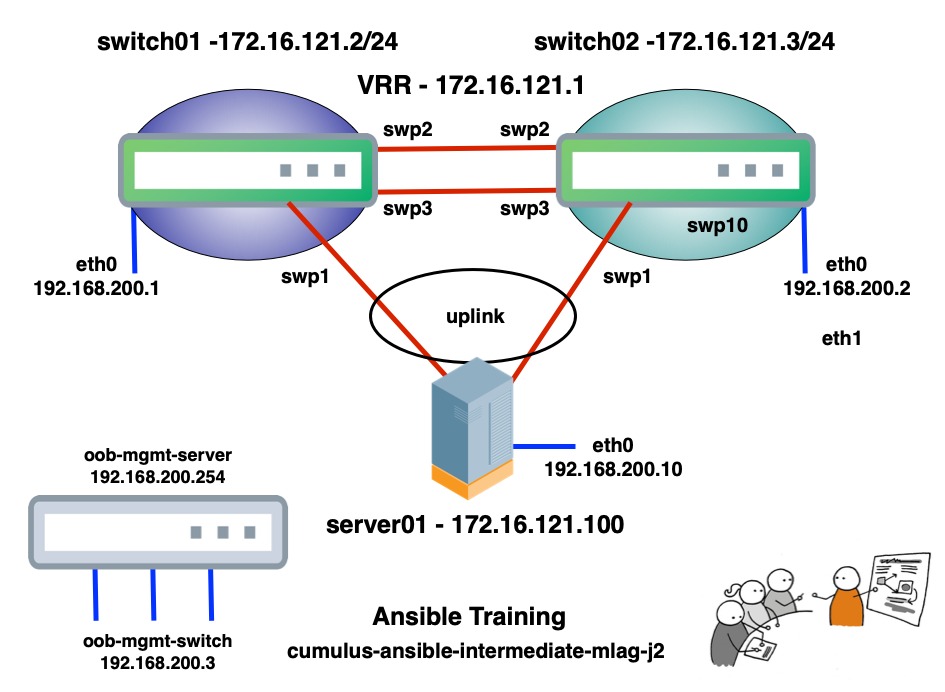 switch01 -172.16.121.2/24
switch02 -172.16.121.3/24
VRR - 172.16.121.1
swp2
swp2
swp3
swp3
swp10
swp1
swp1
eth0
192.168.200.1
eth0
192.168.200.2
eth1
uplink
eth0
192.168.200.10
oob-mgmt-server
192.168.200.254
server01 - 172.16.121.100
oob-mgmt-switch
192.168.200.3
Ansible Training
cumulus-ansible-intermediate-mlag-j2